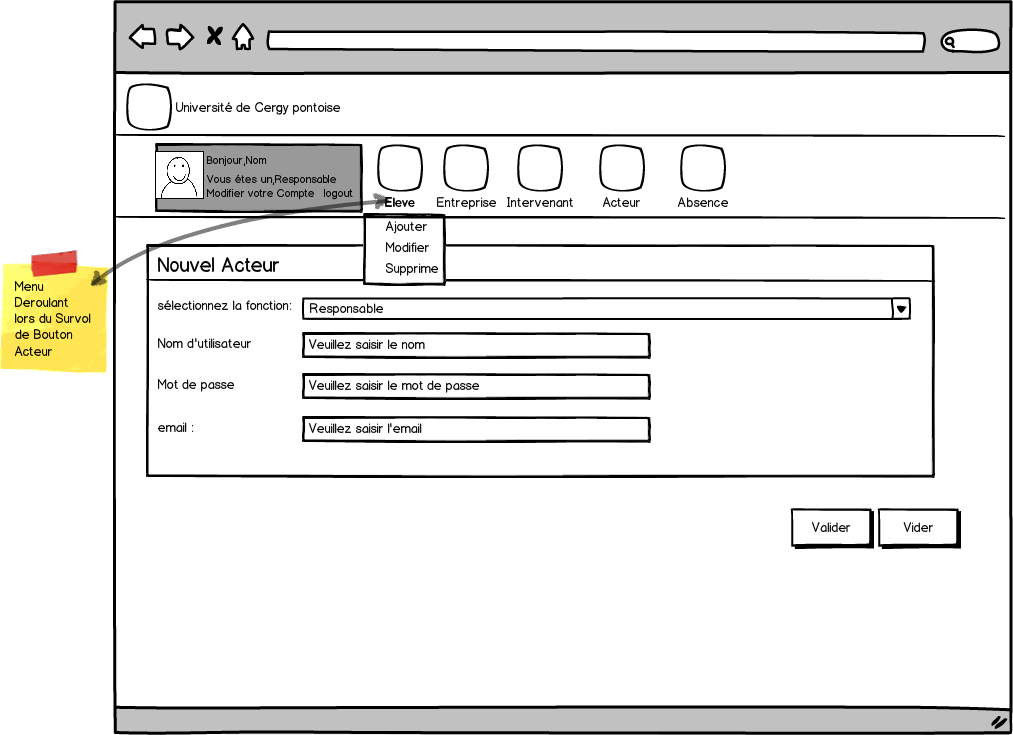 Université de Cergy pontoise
Bonjour,Nom
Vous étes un,Responsable
Modifier votre Compte logout
Eleve Entreprise Intervenant Acteur Absence
Ajouter
Modifier
Supprime
Menu
Deroulant
lors du Survol
de Bouton
Acteur
Nouvel Acteur
sélectionnez la fonction: Responsable
Nom d'utilisateur Veuillez saisir le nom
Mot de passe Veuillez saisir le mot de passe
email : Veuillez saisir l'email
Valider Vider